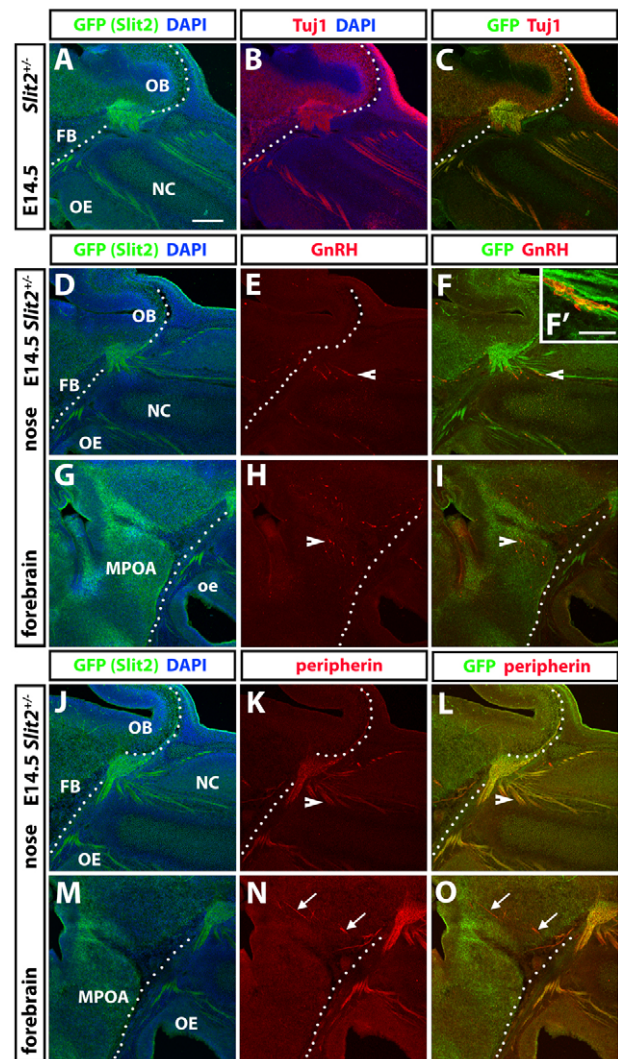 GFP (Slit2) DAPI
Tuj1 DAPI
GFP Tuj1
E14.5 Slit2+/-
A
OB
FB
NC
OE
B
C
GFP (Slit2) DAPI
GnRH
GFP GnRH
nose E14.5 Slit2+/-
D
OB
FB
NC
OE
E
F
F'
forebrain
G
MPOA
oe
H
I
GFP (Slit2) DAPI
peripherin
GFP peripherin
nose E14.5 Slit2+/-
J
OB
FB
NC
OE
K
L
forebrain
M
MPOA
OE
N
O